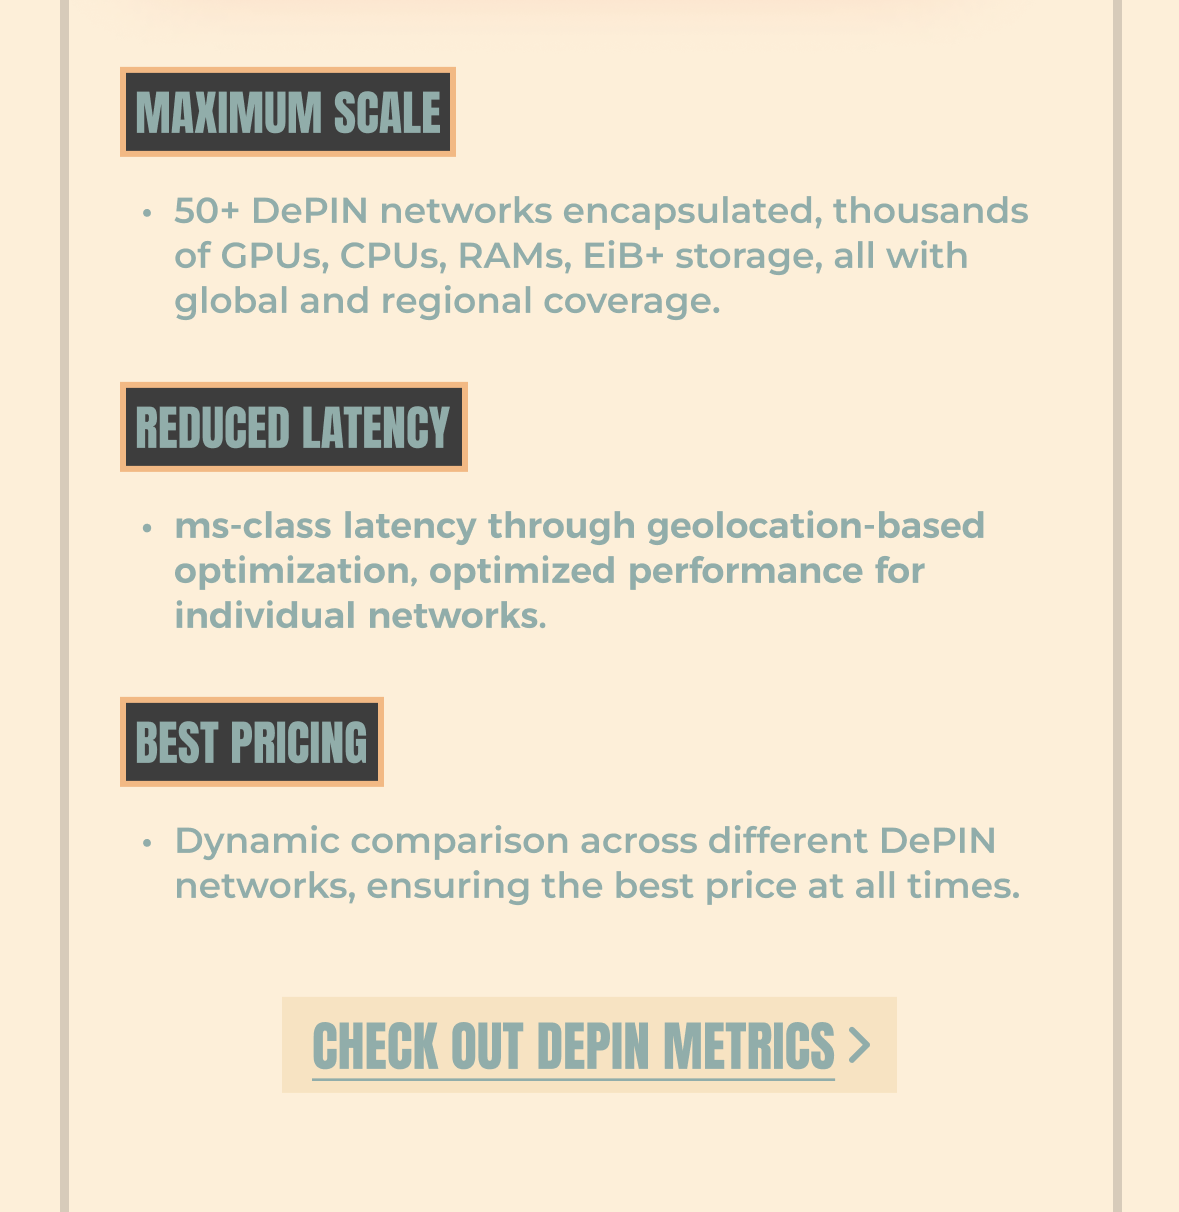 MAXIMUM SCALE
• 50+ DePIN networks encapsulated, thousands
of GPUs, CPUs, RAMs, EiB+ storage, all with
global and regional coverage.
REDUCED LATENCY
• ms-class latency through geolocation-based
optimization, optimized performance for
individual networks.
BEST PRICING
• Dynamic comparison across different DePIN
networks, ensuring the best price at all times.
CHECK OUT DEPIN METRICS >